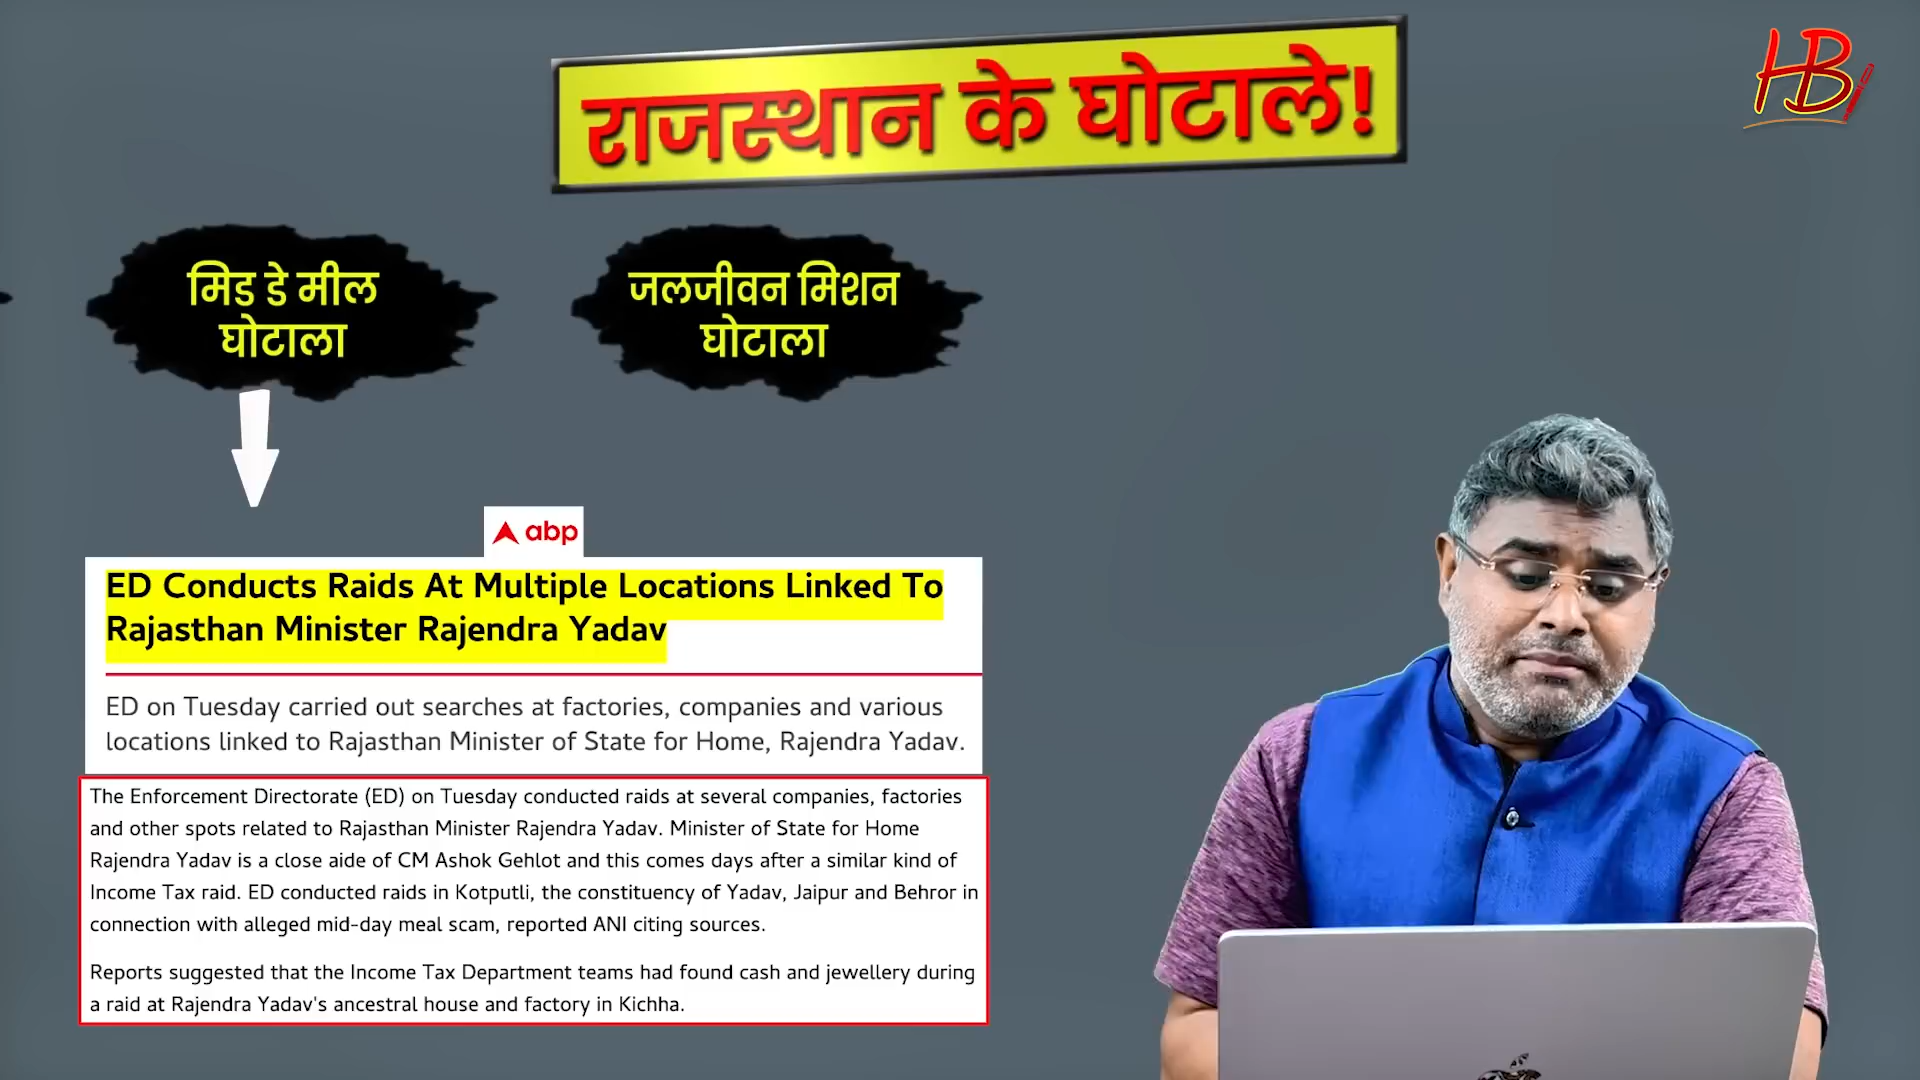 राजस्थान के घोटाले!
HB
मिड डे मील
घोटाला
जलजीवन मिशन
घोटाला
abp
ED Conducts Raids At Multiple Locations Linked To
Rajasthan Minister Rajendra Yadav
ED on Tuesday carried out searches at factories, companies and various
locations linked to Rajasthan Minister of State for Home, Rajendra Yadav.
The Enforcement Directorate (ED) on Tuesday conducted raids at several companies, factories
and other spots related to Rajasthan Minister Rajendra Yadav. Minister of State for Home
Rajendra Yadav is a close aide of CM Ashok Gehlot and this comes days after a similar kind of
Income Tax raid. ED conducted raids in Kotputli, the constituency of Yadav, Jaipur and Behror in
connection with alleged mid-day meal scam, reported ANI citing sources.
Reports suggested that the Income Tax Department teams had found cash and jewellery during
a raid at Rajendra Yadav's ancestral house and factory in Kichha.